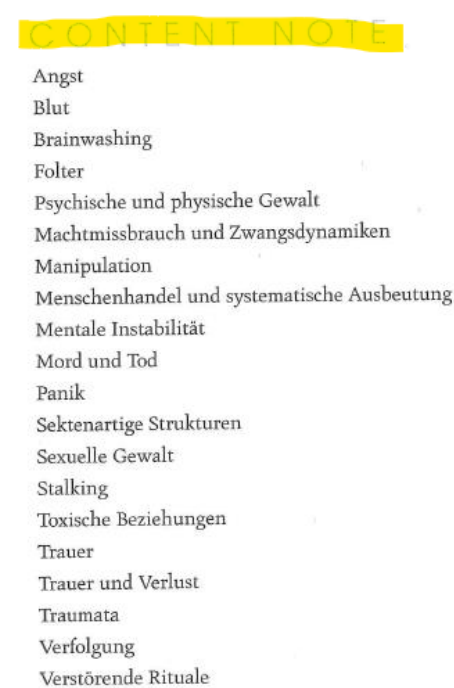 CONTENT NOTE
Angst
Blut
Brainwashing
Folter
Psychische und physische Gewalt
Machtmissbrauch und Zwangsdynamiken
Manipulation
Menschenhandel und systematische Ausbeutung
Mentale Instabilität
Mord und Tod
Panik
Sektenartige Strukturen
Sexuelle Gewalt
Stalking
Toxische Beziehungen
Trauer
Trauer und Verlust
Traumata
Verfolgung
Verstörende Rituale